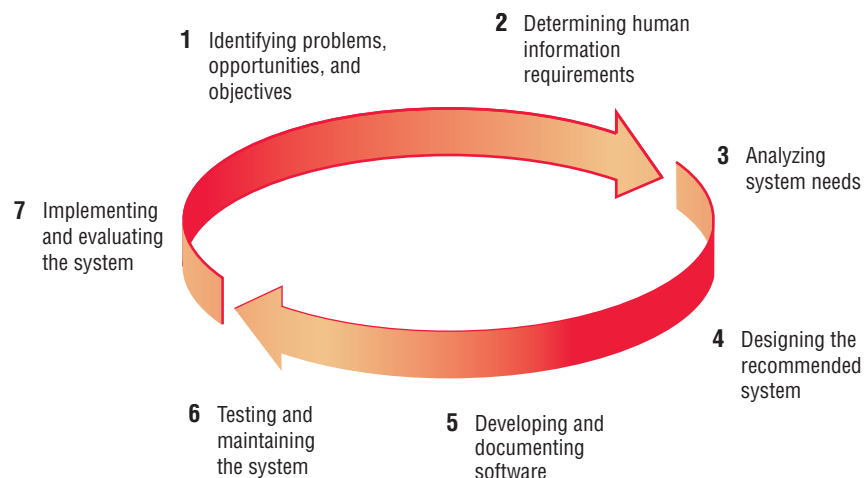 1 Identifying problems,
opportunities, and
objectives
2 Determining human
information
requirements
3 Analyzing
system needs
4 Designing the
recommended
system
5 Developing and
documenting
software
6 Testing and
maintaining
the system
7 Implementing
and evaluating
the system